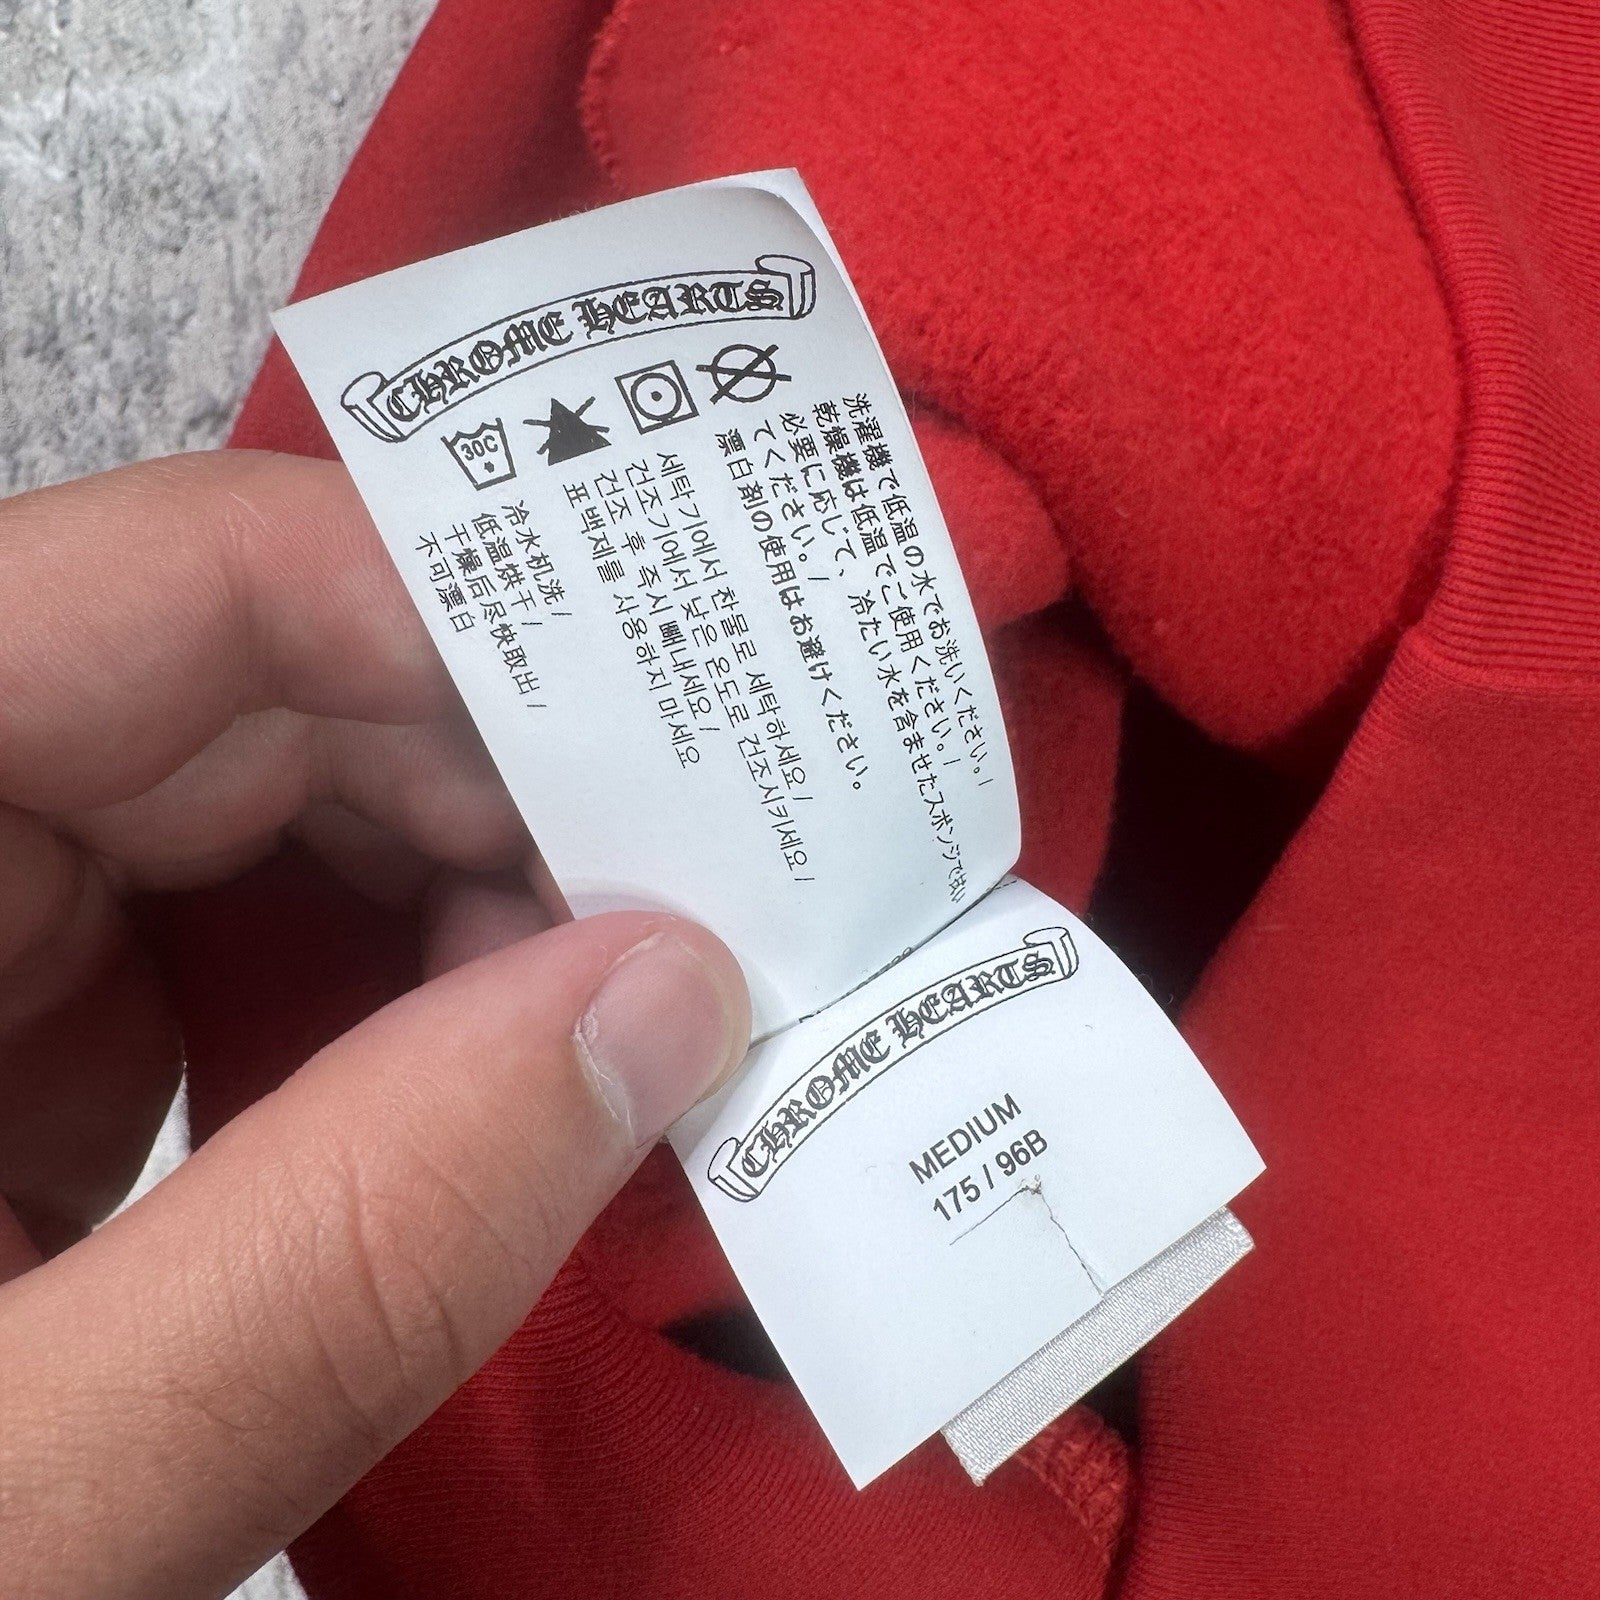 CHROME HEARTS
30C
洗濯機で低温の水でお洗いください。/
乾燥機は低温でご使用ください。/
必要に応じて、冷たい水を含ませたスポンジで拭い
てください。/
漂白剤の使用はお避けください。
세탁기에서 찬물로 세탁하세요/
건조기에서 낮은 온도로 건조시키세요/
건조 후 즉시 빼내세요/
표백제를 사용하지 마세요
冷水机洗/
低温烘干/
干燥后尽快取出/
不可漂白
CHROME HEARTS
MEDIUM
175 / 96B